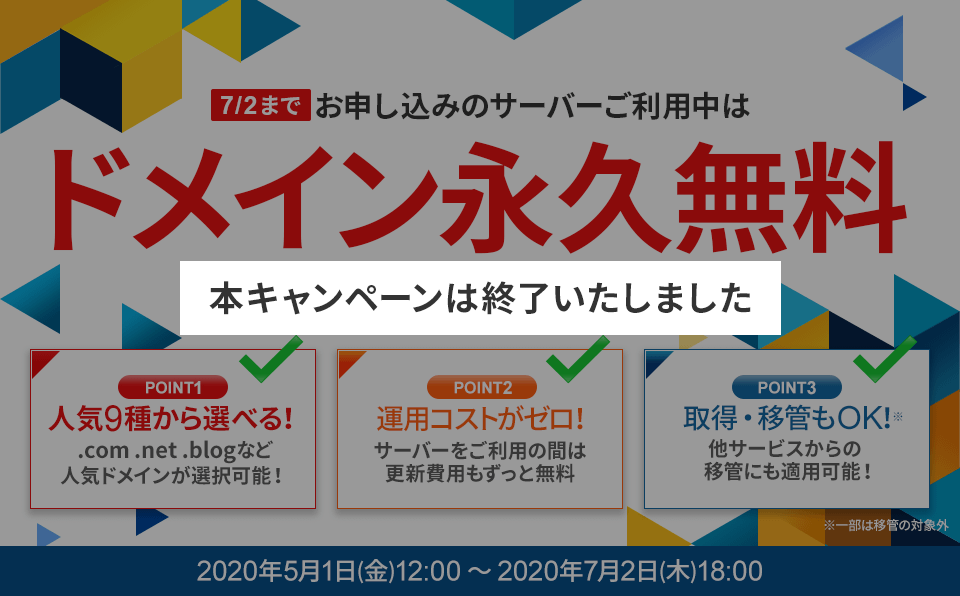 7/2まで お申し込みのサーバーご利用中は
ドメイン永久無料
本キャンペーンは終了いたしました
POINT1
人気9種から選べる!
.com .net .blogなど
人気ドメインが選択可能!
POINT2
運用コストがゼロ!
サーバーをご利用の間は
更新費用もずっと無料
POINT3
取得・移管もOK!※
他サービスからの
移管にも適用可能!
※一部は移管の対象外
2020年5月1日(金)12:00 ～ 2020年7月2日(木)18:00